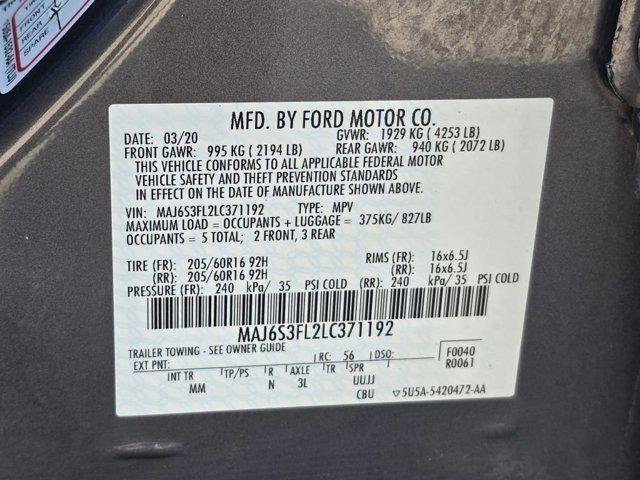 FRONT
REAR
SPARE
MFD. BY FORD MOTOR CO.
DATE: 03/20 GVWR: 1929 KG ( 4253 LB)
FRONT GAWR: 995 KG ( 2194 LB) REAR GAWR: 940 KG ( 2072 LB)
THIS VEHICLE CONFORMS TO ALL APPLICABLE FEDERAL MOTOR
VEHICLE SAFETY AND THEFT PREVENTION STANDARDS
IN EFFECT ON THE DATE OF MANUFACTURE SHOWN ABOVE.
VIN: MAJ6S3FL2LC371192 TYPE: MPV
MAXIMUM LOAD = OCCUPANTS + LUGGAGE = 375KG/ 827LB
OCCUPANTS = 5 TOTAL; 2 FRONT, 3 REAR
TIRE (FR): 205/60R16 92H RIMS (FR): 16x6.5J
(RR): 205/60R16 92H (RR): 16x6.5J
PRESSURE (FR): 240 kPa/ 35 PSI COLD (RR): 240 kPa/ 35 PSI COLD
MAJ6S3FL2LC371192
TRAILER TOWING - SEE OWNER GUIDE
EXT PNT: RC: 56 DSO: F0040
INT TR TP/PS R AXLE TR SPR R0061
MM N 3L UUJJ
CBU 5U5A-5420472-AA